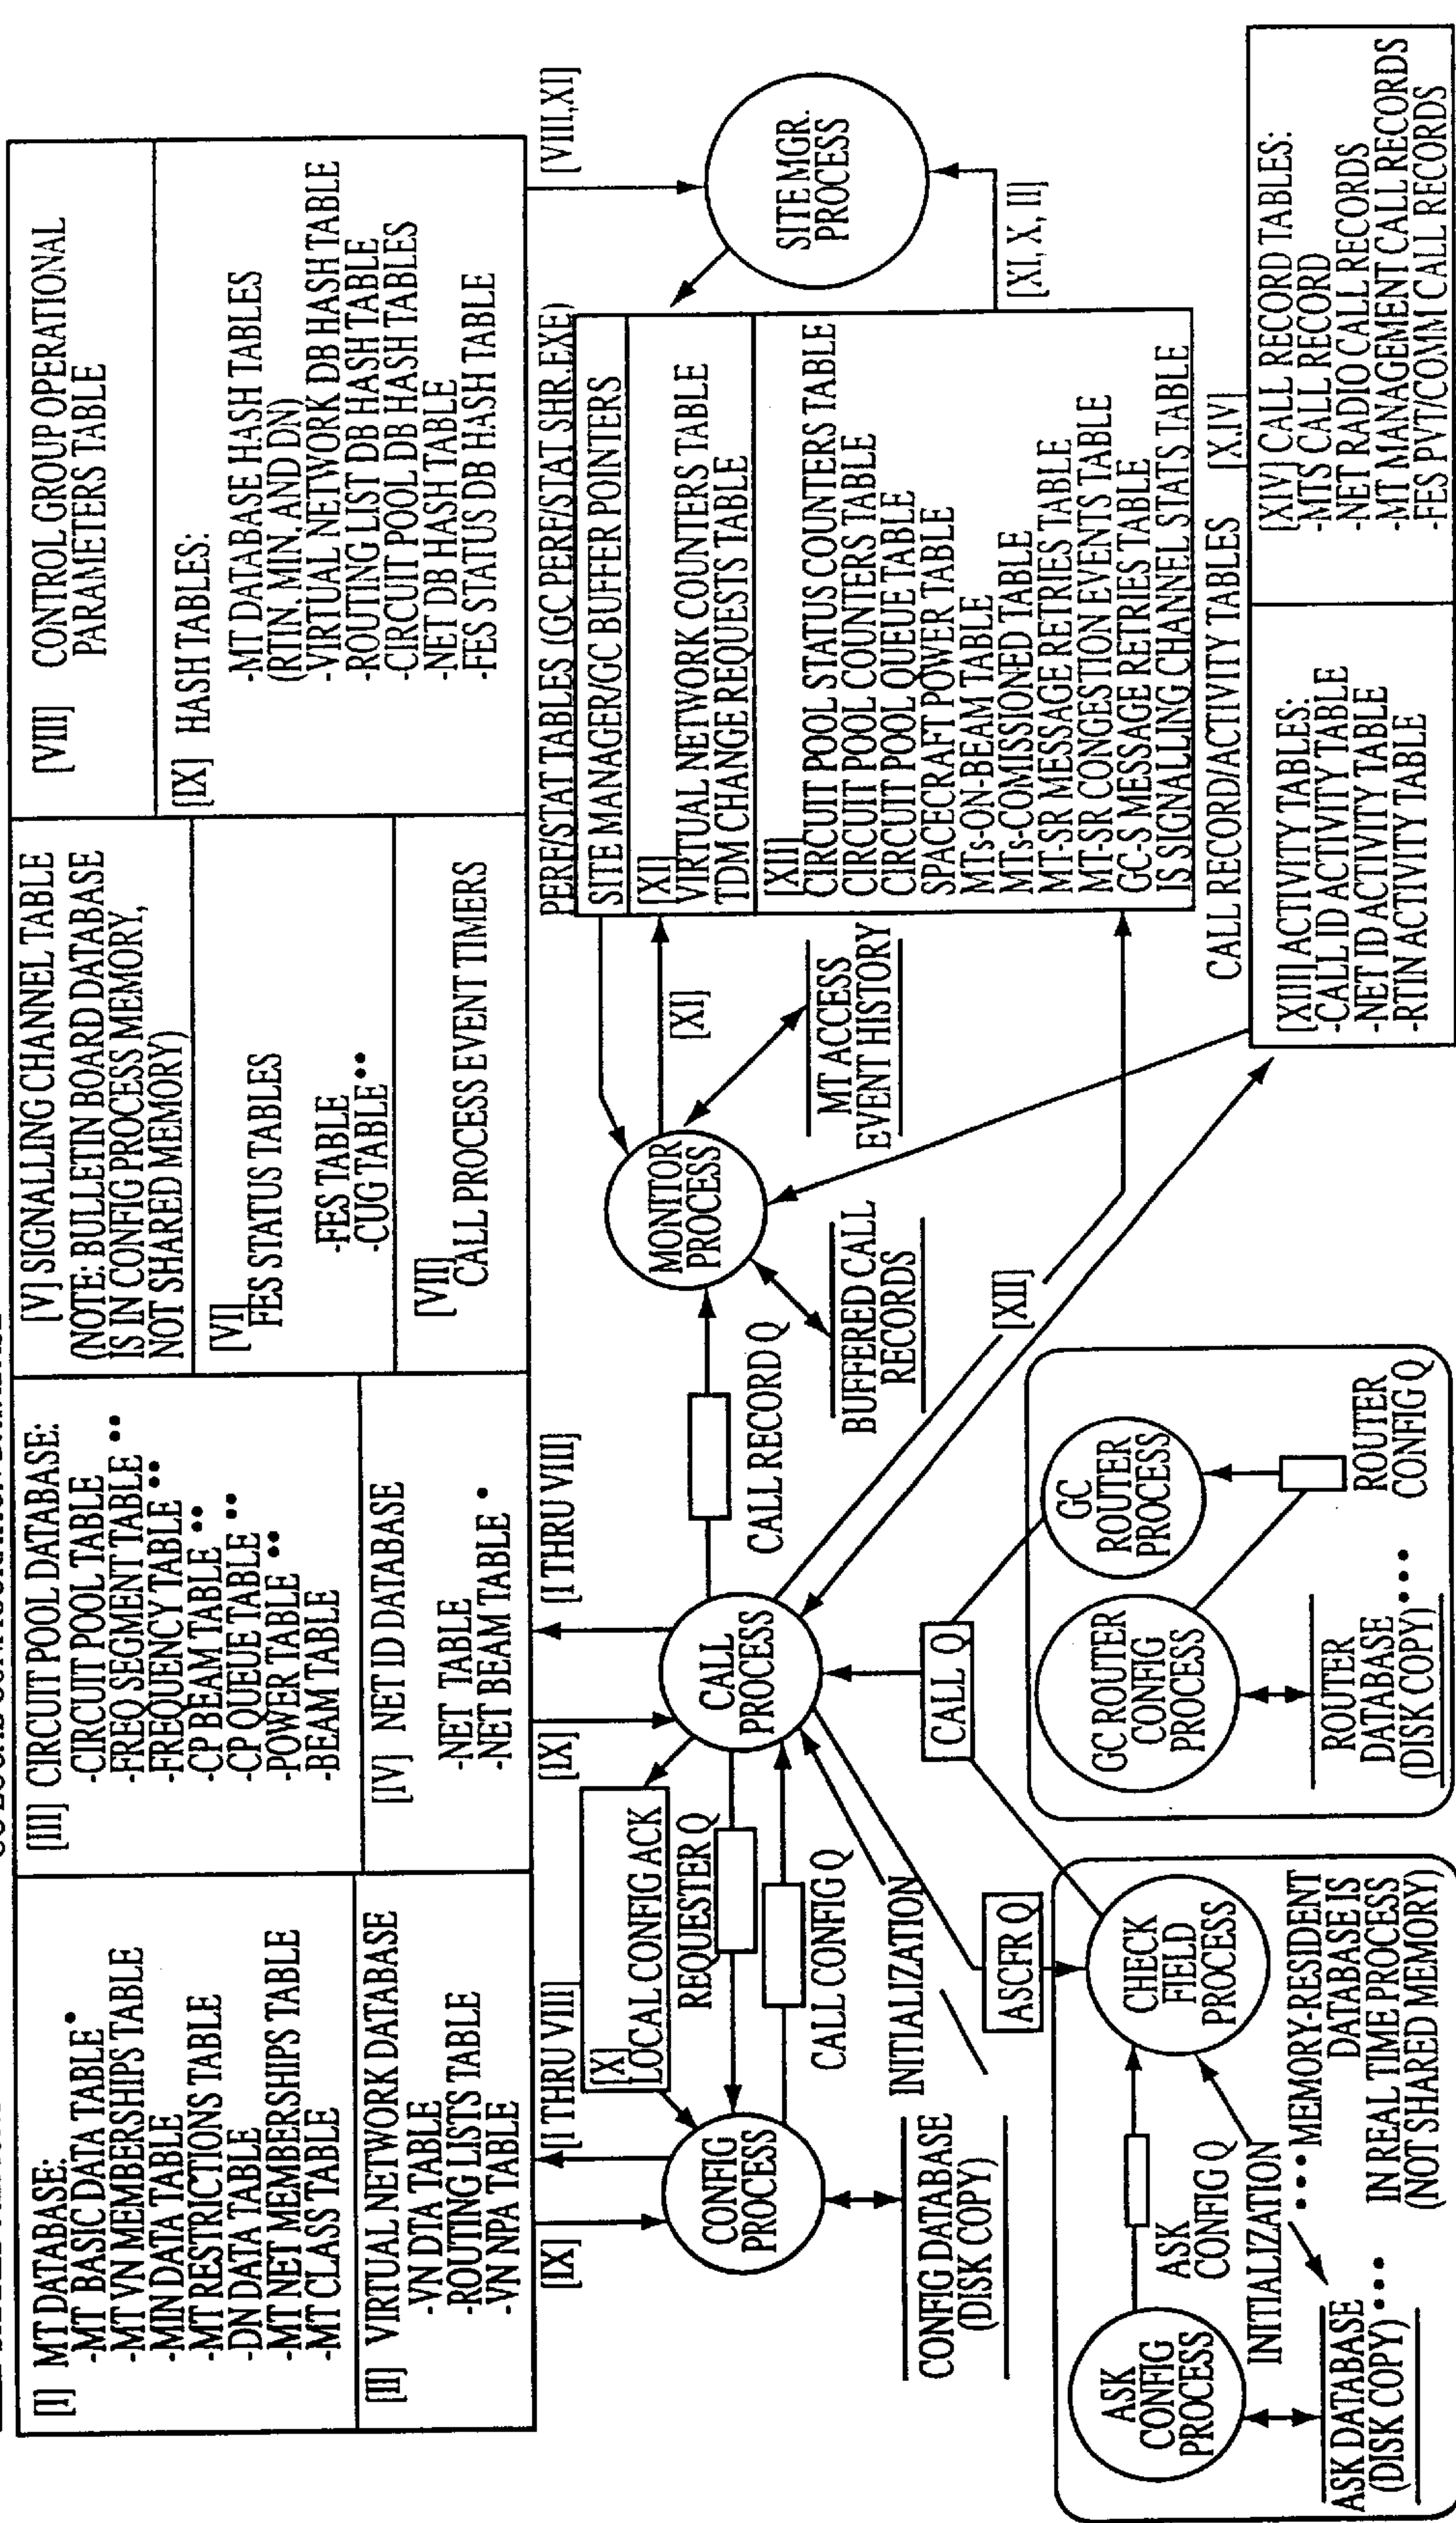 [I] MT DATABASE:
-MT BASIC DATA TABLE•
-MT VN MEMBERSHIPS TABLE
-MIN DATA TABLE
-MT RESTRICTIONS TABLE
-DN DATA TABLE
-MT NET MEMBERSHIPS TABLE
-MT CLASS TABLE
[II] VIRTUAL NETWORK DATABASE
-VN DTA TABLE
-ROUTING LISTS TABLE
-VN NPA TABLE
[III] CIRCUIT POOL DATABASE:
-CIRCUIT POOL TABLE
-FREQ SEGMENT TABLE ••
-FREQUENCY TABLE ••
-CP BEAM TABLE ••
-CP QUEUE TABLE ••
-POWER TABLE ••
-BEAM TABLE
[IV] NET ID DATABASE
-NET TABLE
-NET BEAM TABLE •
[V] SIGNALLING CHANNEL TABLE
(NOTE: BULLETIN BOARD DATABASE
IS IN CONFIG PROCESS MEMORY,
NOT SHARED MEMORY)
[VI]
FES STATUS TABLES
-FES TABLE
-CUG TABLE ••
[VII]
CALL PROCESS EVENT TIMERS
[VIII] CONTROL GROUP OPERATIONAL
PARAMETERS TABLE
[IX] HASH TABLES:
-MT DATABASE HASH TABLES
(RTIN, MIN, AND DN)
-VIRTUAL NETWORK DB HASH TABLE
-ROUTING LIST DB HASH TABLE
-CIRCUIT POOL DB HASH TABLES
-NET DB HASH TABLE
-FES STATUS DB HASH TABLE
[IX]
[I THRU VIII]
[IX]
[I THRU VIII]
[VIII,XI]
PERF/STAT TABLES (GC PERF/STAT SHR.EXE)
SITE MANAGER/GC BUFFER POINTERS
[XI]
VIRTUAL NETWORK COUNTERS TABLE
TDM CHANGE REQUESTS TABLE
[XII]
CIRCUIT POOL STATUS COUNTERS TABLE
CIRCUIT POOL COUNTERS TABLE
CIRCUIT POOL QUEUE TABLE
SPACECRAFT POWER TABLE
MTs-ON-BEAM TABLE
MTs-COMISSIONED TABLE
MT-SR MESSAGE RETRIES TABLE
MT-SR CONGESTION EVENTS TABLE
GC-S MESSAGE RETRIES TABLE
IS SIGNALLING CHANNEL STATS TABLE
SITE MGR.
PROCESS
[XI, X, II]
[X]
LOCAL CONFIG ACK
REQUESTER Q
CALL CONFIG Q
CONFIG
PROCESS
CALL
PROCESS
CALL RECORD Q
MONITOR
PROCESS
[XI]
MT ACCESS
EVENT HISTORY
BUFFERED CALL
RECORDS
[XII]
INITIALIZATION
CONFIG DATABASE
(DISK COPY)
ASCFR Q
CALL Q
CALL RECORD/ACTIVITY TABLES [XIV]
[XIII] ACTIVITY TABLES:
-CALL ID ACTIVITY TABLE
-NET ID ACTIVITY TABLE
-RTIN ACTIVITY TABLE
[XIV] CALL RECORD TABLES:
-MTS CALL RECORD
-NET RADIO CALL RECORDS
-MT MANAGEMENT CALL RECORDS
-FES PVT/COMM CALL RECORDS
ASK
CONFIG
PROCESS
ASK
CONFIG Q
CHECK
FIELD
PROCESS
INITIALIZATION
ASK DATABASE
(DISK COPY) •••
•••• MEMORY-RESIDENT
DATABASE IS
IN REAL TIME PROCESS
(NOT SHARED MEMORY)
GC ROUTER
CONFIG
PROCESS
GC
ROUTER
PROCESS
ROUTER
DATABASE
(DISK COPY) ••••
ROUTER
CONFIG Q